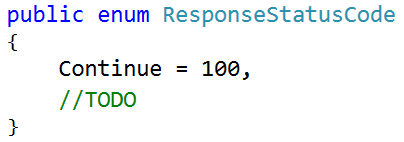 public enum ResponseStatusCode
{
    Continue = 100,
    //TODO
}